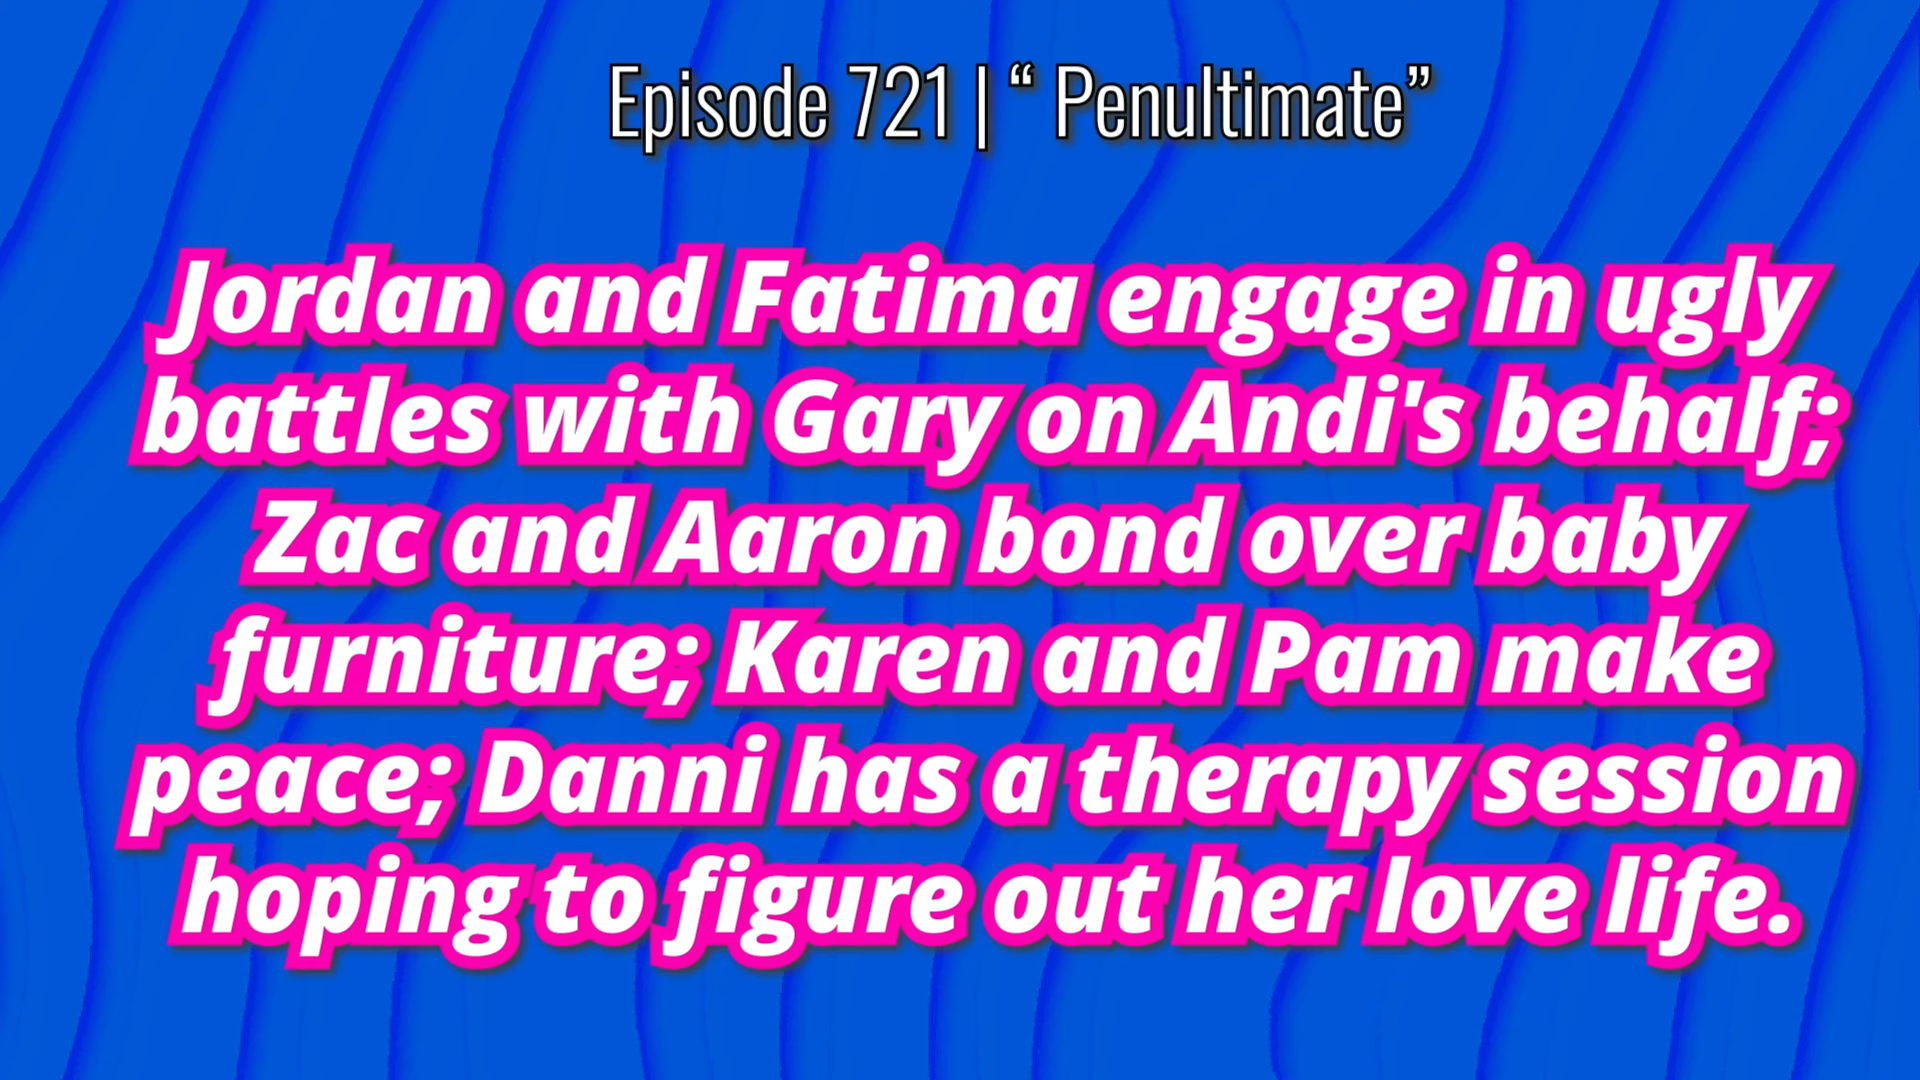 Episode 721 | “ Penultimate”
Jordan and Fatima engage in ugly
battles with Gary on Andi's behalf;
Zac and Aaron bond over baby
furniture; Karen and Pam make
peace; Danni has a therapy session
hoping to figure out her love life.